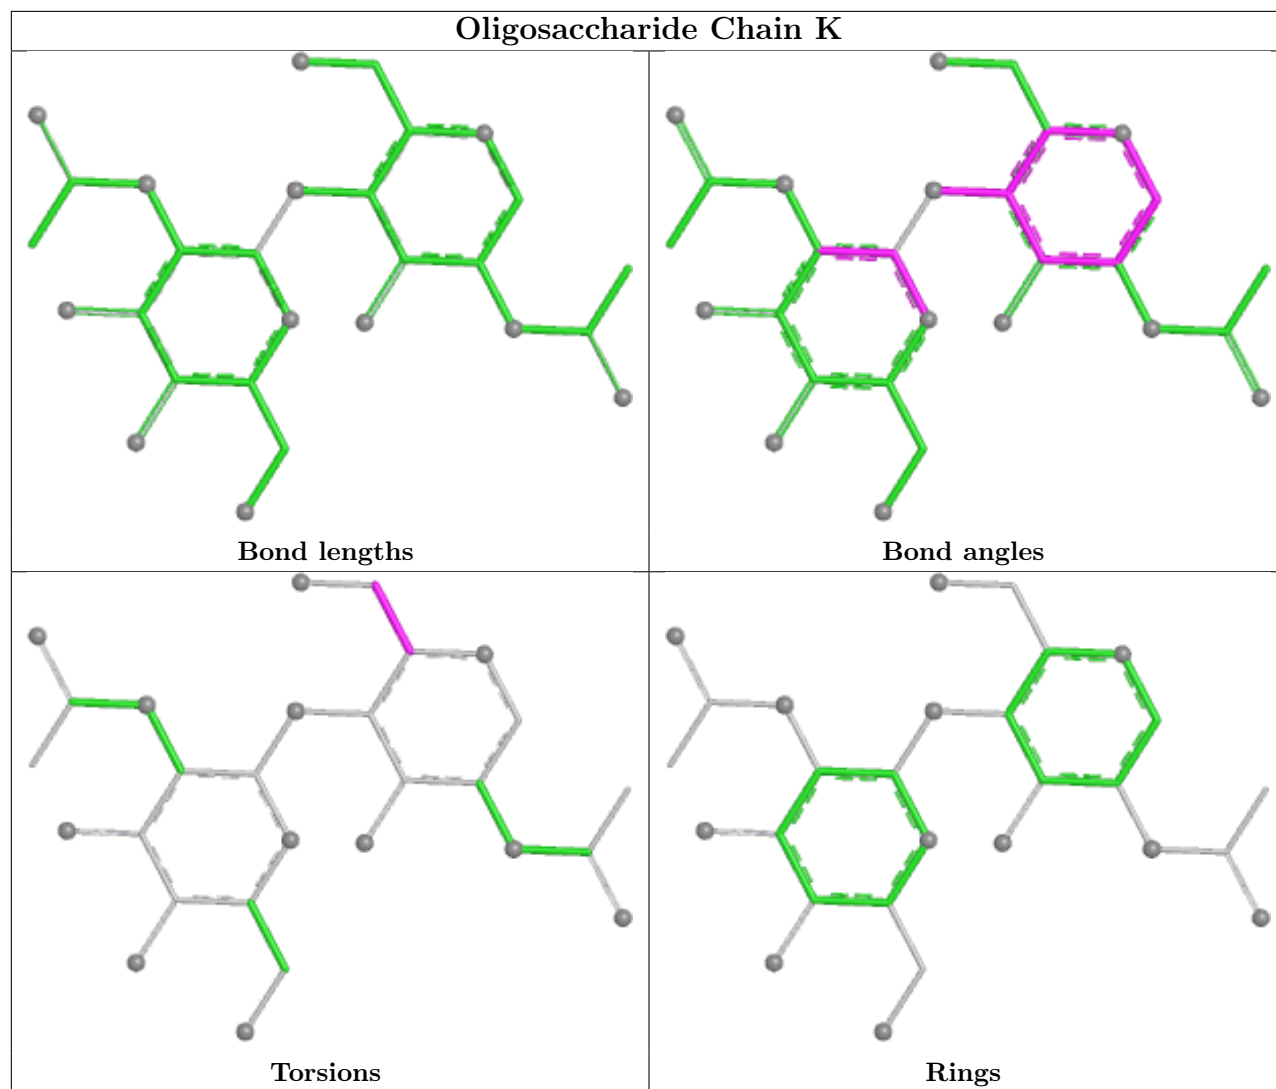 Oligosaccharide Chain K
Bond lengths
Bond angles
Torsions
Rings